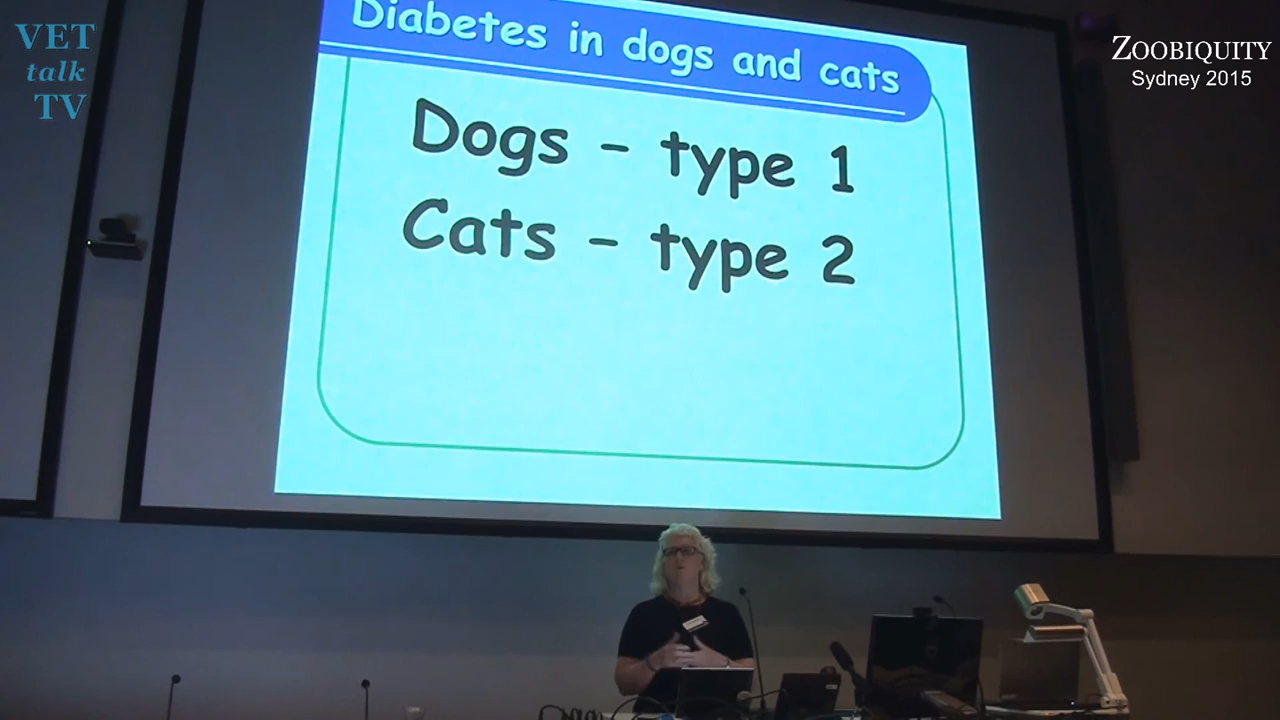 VET
talk
TV
ZOOBIQUITY
Sydney 2015
Diabetes in dogs and cats
Dogs – type 1
Cats – type 2